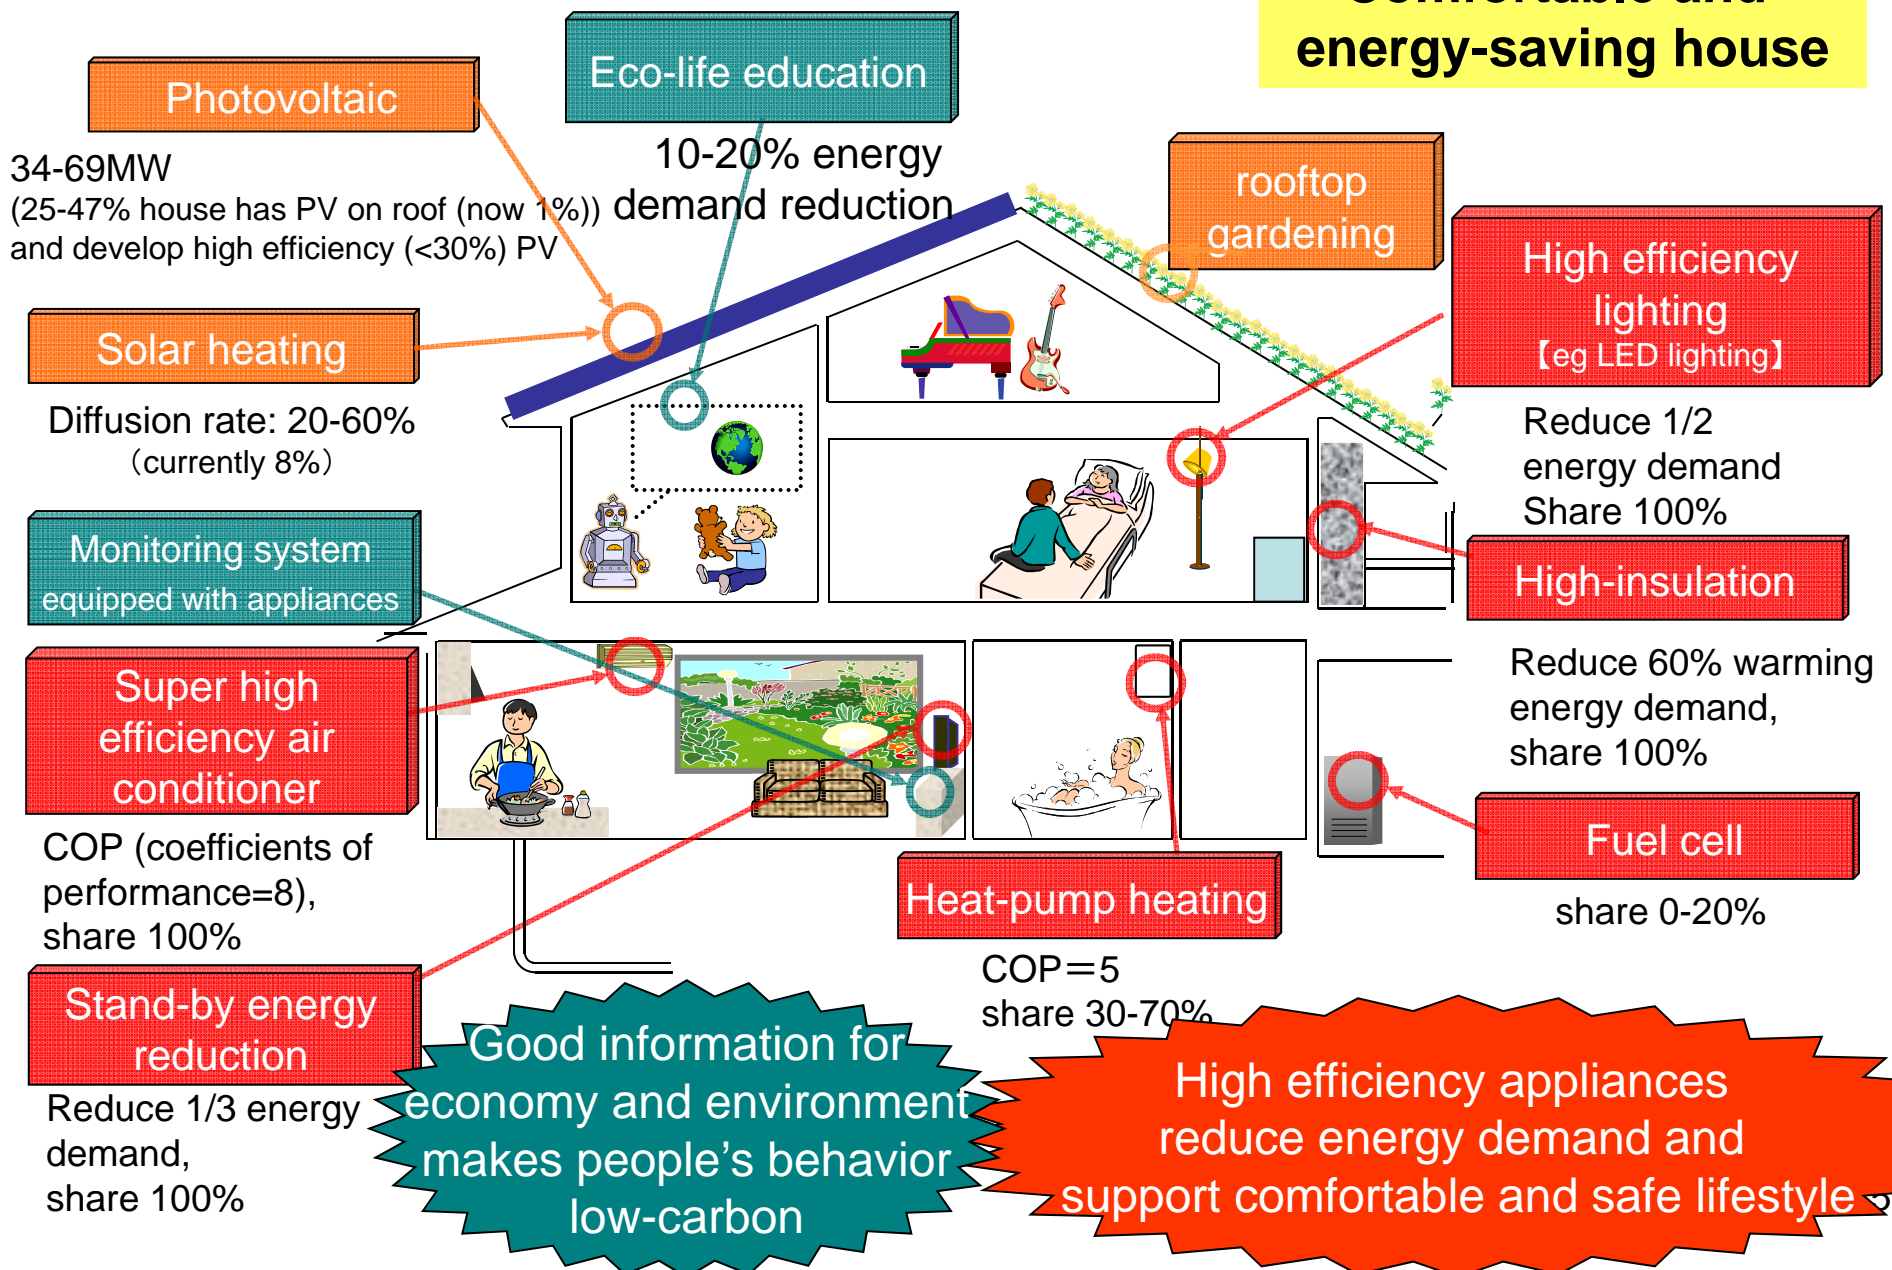 Comfortable and
energy-saving house
Eco-life education
10-20% energy
demand reduction
Photovoltaic
34-69MW
(25-47% house has PV on roof (now 1%))
and develop high efficiency (<30%) PV
rooftop
gardening
High efficiency
lighting
【eg LED lighting】
Reduce 1/2
energy demand
Share 100%
Solar heating
Diffusion rate: 20-60%
（currently 8%）
Monitoring system
equipped with appliances
High-insulation
Reduce 60% warming
energy demand,
share 100%
Super high
efficiency air
conditioner
COP (coefficients of
performance=8),
share 100%
Fuel cell
share 0-20%
Heat-pump heating
COP＝5
share 30-70%
Stand-by energy
reduction
Reduce 1/3 energy
demand,
share 100%
Good information for
economy and environment
makes people's behavior
low-carbon
High efficiency appliances
reduce energy demand and
support comfortable and safe lifestyle
5